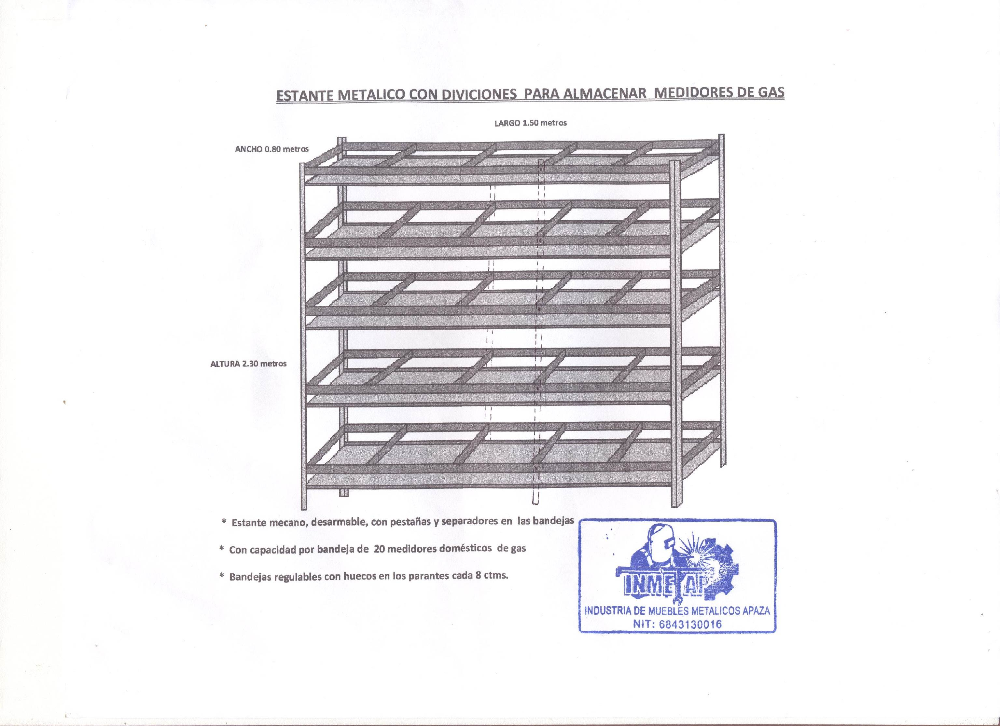 ESTANTE METALICO CON DIVICIONES PARA ALMACENAR MEDIDORES DE GAS
LARGO 1.50 metros
ANCHO 0.80 metros
ALTURA 2.30 metros
* Estante mecano, desarmable, con pestañas y separadores en las bandejas
* Con capacidad por bandeja de 20 medidores domésticos de gas
* Bandejas regulables con huecos en los parantes cada 8 ctms.
INMETAP
INDUSTRIA DE MUEBLES METALICOS APAZA
NIT: 6843130016